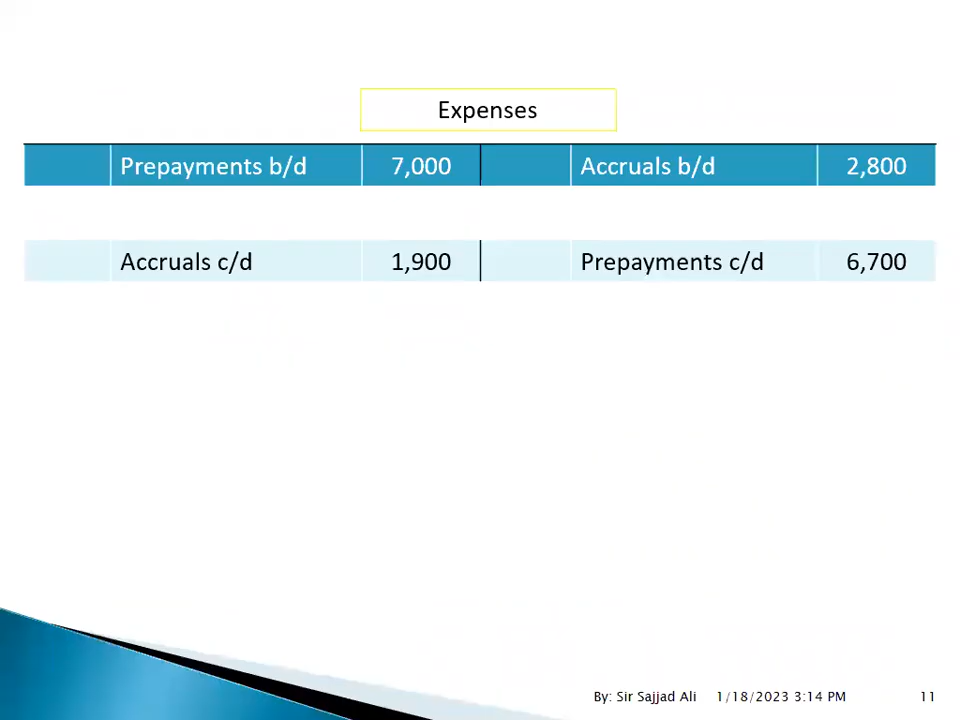 Expenses
Prepayments b/d 7,000 Accruals b/d 2,800
Accruals c/d 1,900 Prepayments c/d 6,700
By: Sir Sajjad Ali 1/18/2023 3:14 PM 11